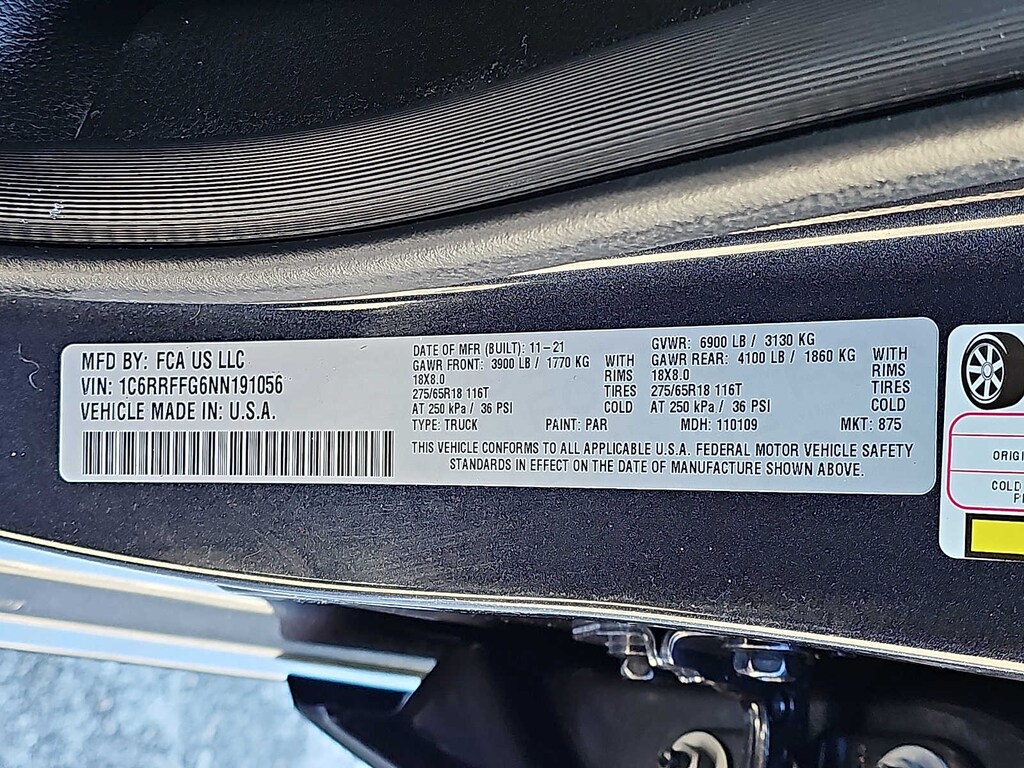 MFD BY: FCA US LLC
VIN: 1C6RRFFG6NN191056
VEHICLE MADE IN: U.S.A.
DATE OF MFR (BUILT): 11-21
GAWR FRONT: 3900 LB / 1770 KG WITH
18X8.0 RIMS
275/65R18 116T TIRES
AT 250 kPa / 36 PSI COLD
GVWR: 6900 LB / 3130 KG
GAWR REAR: 4100 LB / 1860 KG WITH
18X8.0 RIMS
275/65R18 116T TIRES
AT 250 kPa / 36 PSI COLD
TYPE: TRUCK PAINT: PAR MDH: 110109 MKT: 875
THIS VEHICLE CONFORMS TO ALL APPLICABLE U.S.A. FEDERAL MOTOR VEHICLE SAFETY
STANDARDS IN EFFECT ON THE DATE OF MANUFACTURE SHOWN ABOVE.
COLD